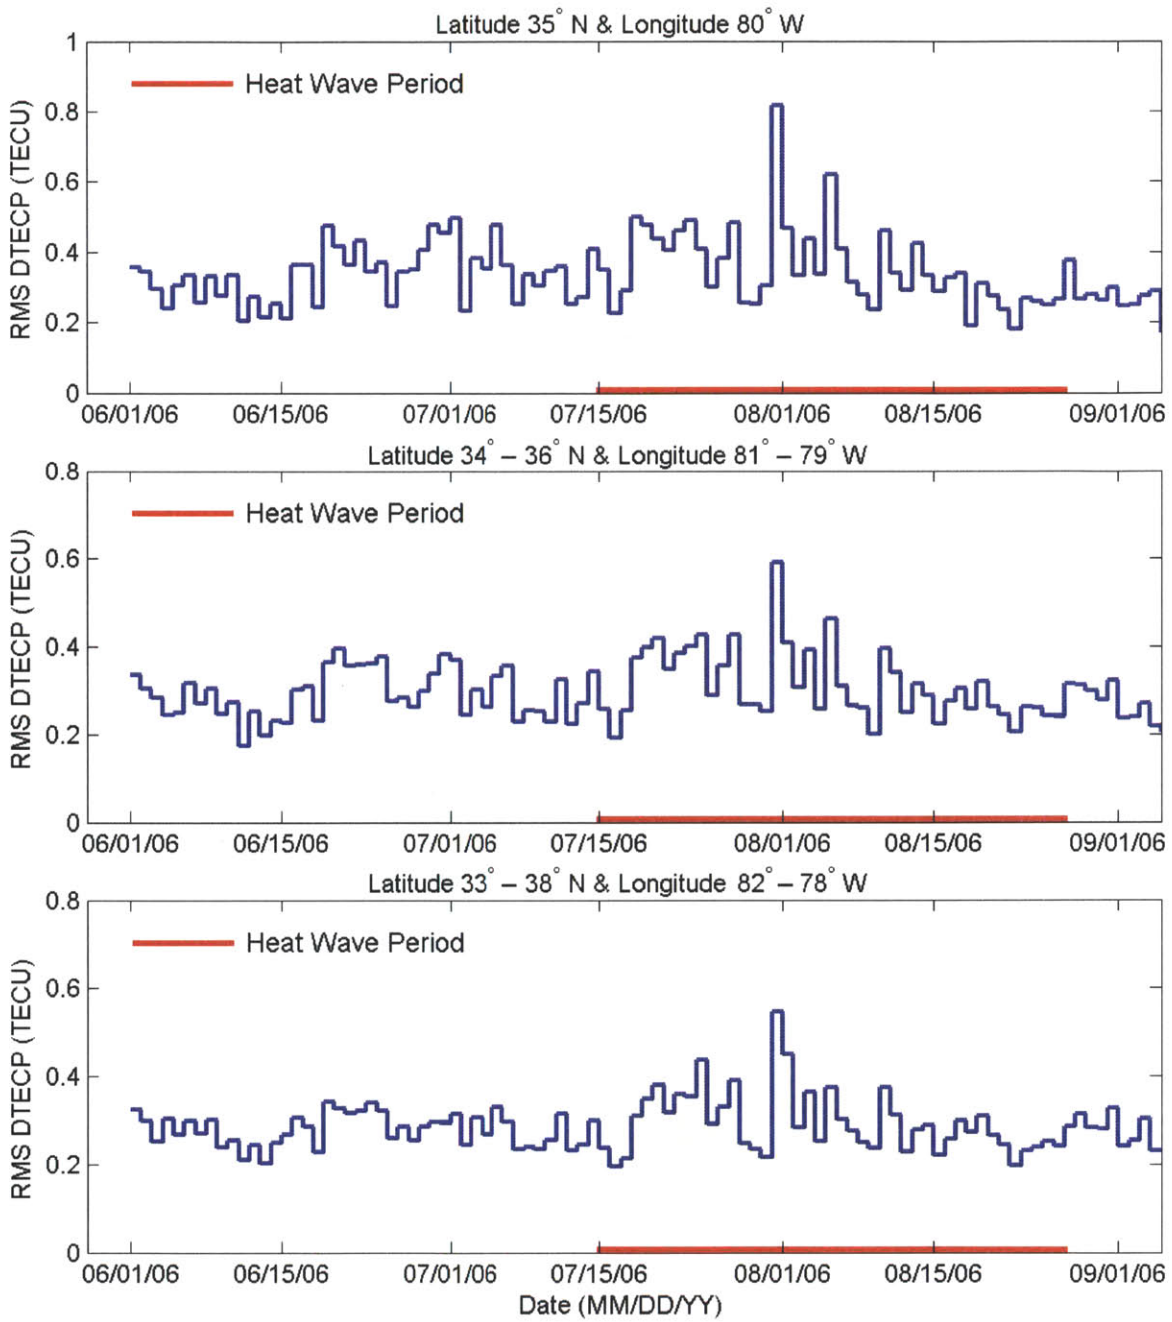 Latitude 35° N & Longitude 80° W
1
Heat Wave Period
0.8
0.6
0.4
0.2
0
RMS DTECP (TECU)
06/01/06 06/15/06 07/01/06 07/15/06 08/01/06 08/15/06 09/01/06
Latitude 34° – 36° N & Longitude 81° – 79° W
0.8
Heat Wave Period
0.6
0.4
0.2
0
RMS DTECP (TECU)
06/01/06 06/15/06 07/01/06 07/15/06 08/01/06 08/15/06 09/01/06
Latitude 33° – 38° N & Longitude 82° – 78° W
0.8
Heat Wave Period
0.6
0.4
0.2
0
RMS DTECP (TECU)
06/01/06 06/15/06 07/01/06 07/15/06 08/01/06 08/15/06 09/01/06
Date (MM/DD/YY)